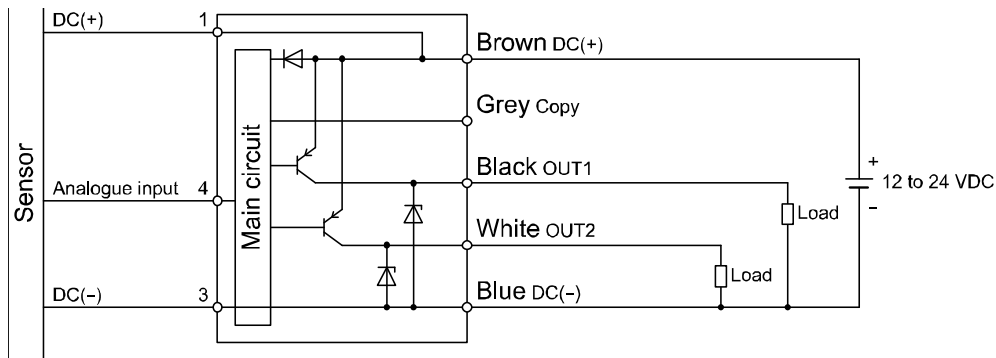 DC(+) 1
Brown DC(+)
Grey Copy
Main circuit
Black OUT1
Sensor
Analogue input 4
+
12 to 24 VDC
−
Load
White OUT2
Load
DC(−) 3
Blue DC(−)